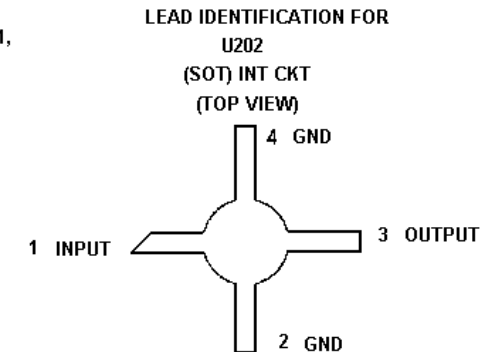 LEAD IDENTIFICATION FOR
U202
(SOT) INT CKT
(TOP VIEW)
4 GND
1 INPUT
3 OUTPUT
2 GND